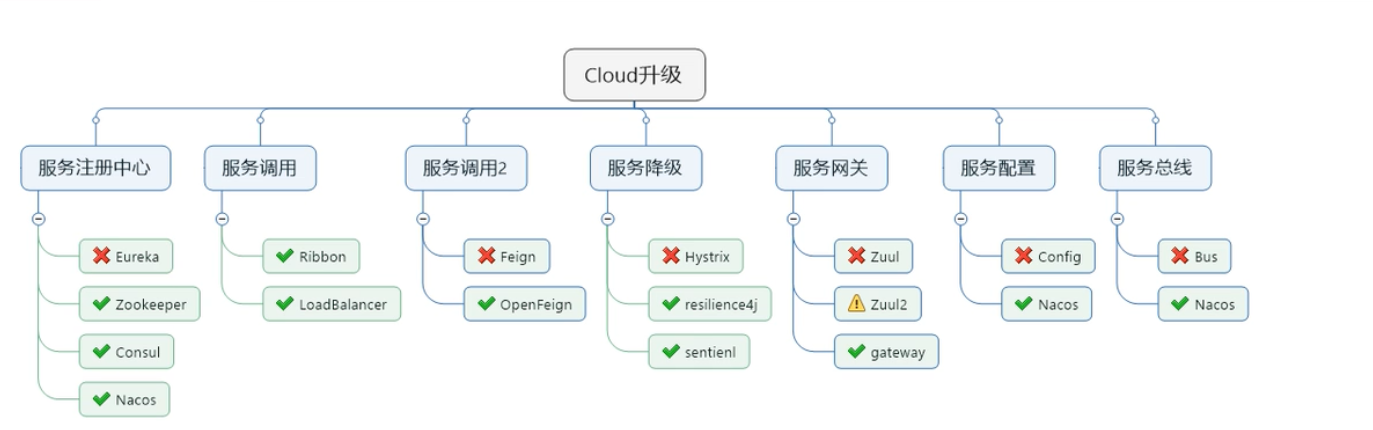 Cloud升级
服务注册中心
Eureka
Zookeeper
Consul
Nacos
服务调用
Ribbon
LoadBalancer
服务调用2
Feign
OpenFeign
服务降级
Hystrix
resilience4j
sentienl
服务网关
Zuul
Zuul2
gateway
服务配置
Config
Nacos
服务总线
Bus
Nacos